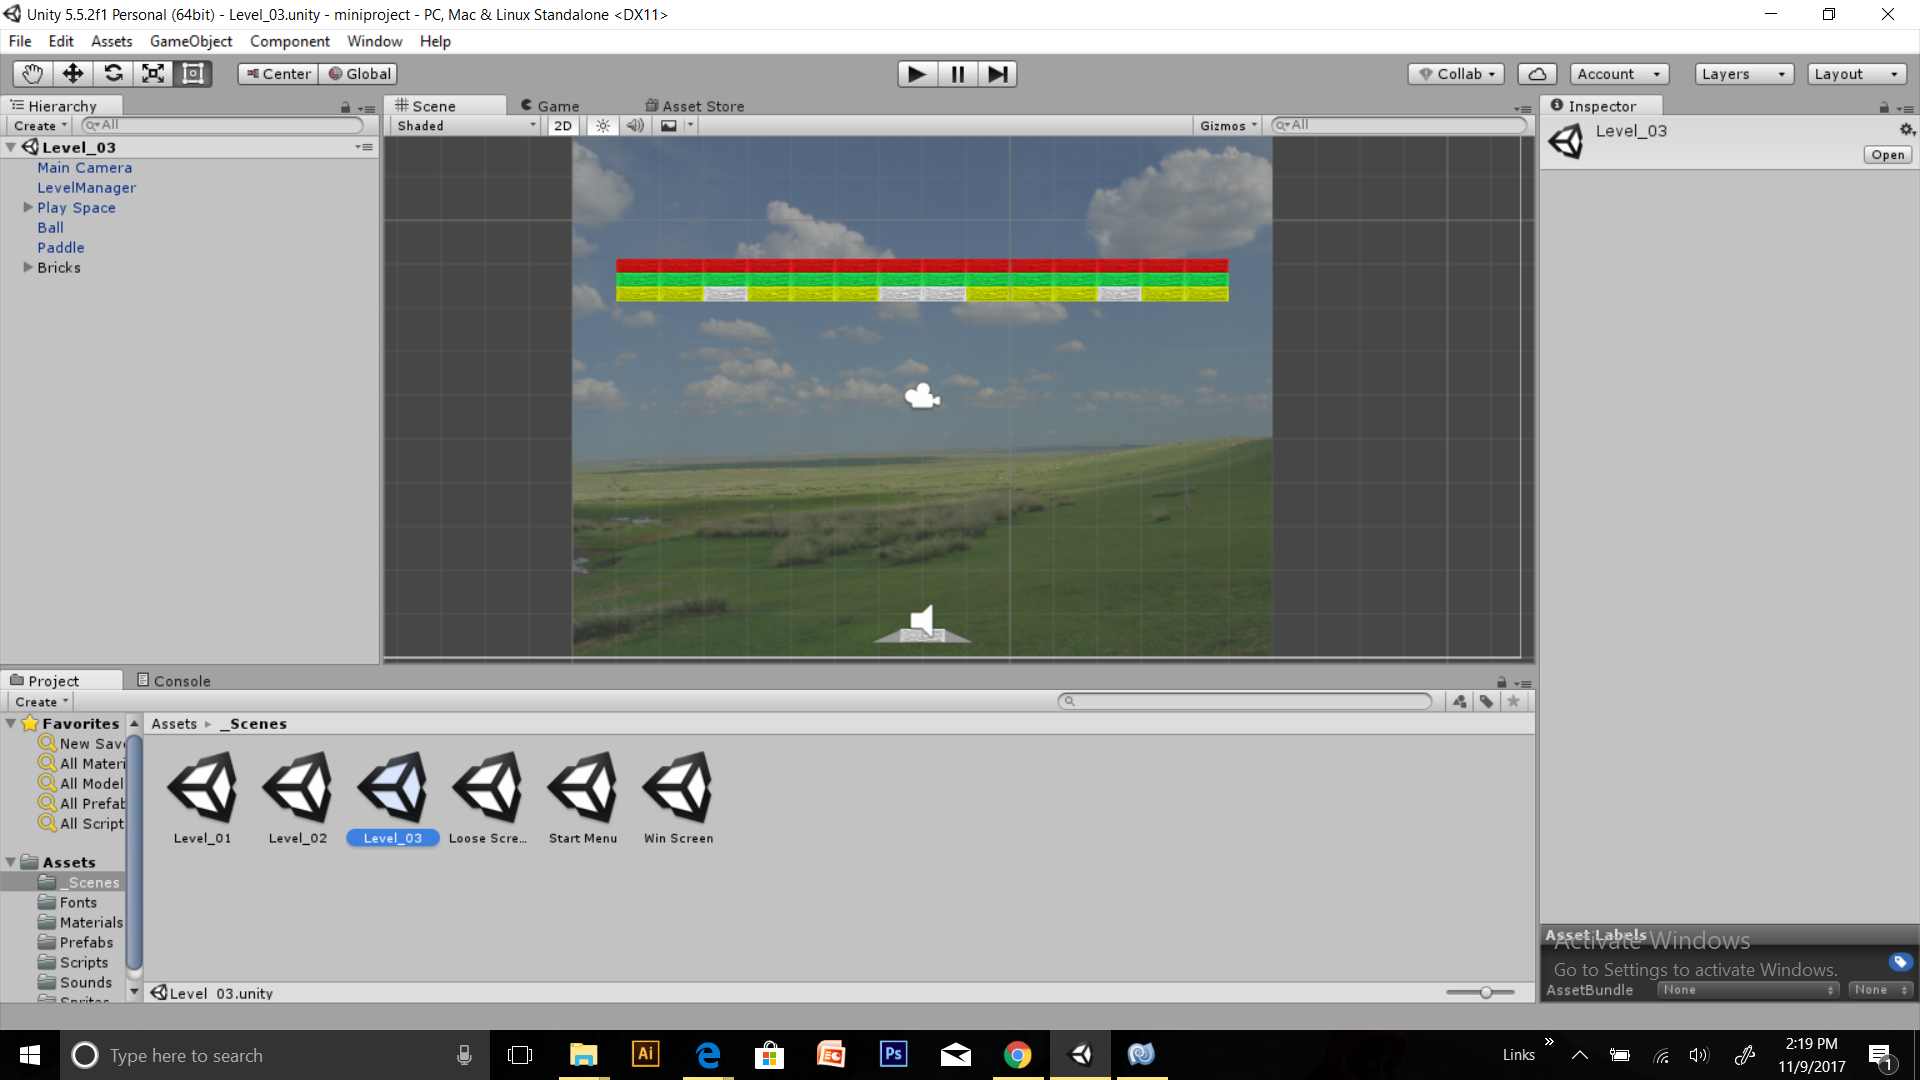 Unity 5.5.2f1 Personal (64bit) - Level_03.unity - miniproject - PC, Mac & Linux Standalone <DX11>
File Edit Assets GameObject Component Window Help
Center Global Collab Account Layers Layout
Hierarchy
Create All
Level_03
Main Camera
LevelManager
Play Space
Ball
Paddle
Bricks
Scene Game Asset Store
Shaded 2D Gizmos All
Inspector
Level_03
Open
Project Console
Create
Favorites
New Save
All Materi
All Model
All Prefab
All Script
Assets
_Scenes
Fonts
Materials
Prefabs
Scripts
Sounds
Sprites
Assets _Scenes
Level_01 Level_02 Level_03 Loose Scre... Start Menu Win Screen
Level_03.unity
Asset Labels
Activate Windows
Go to Settings to activate Windows.
AssetBundle None None
Type here to search
Ai
Ps
Links
2:19 PM
11/9/2017
1